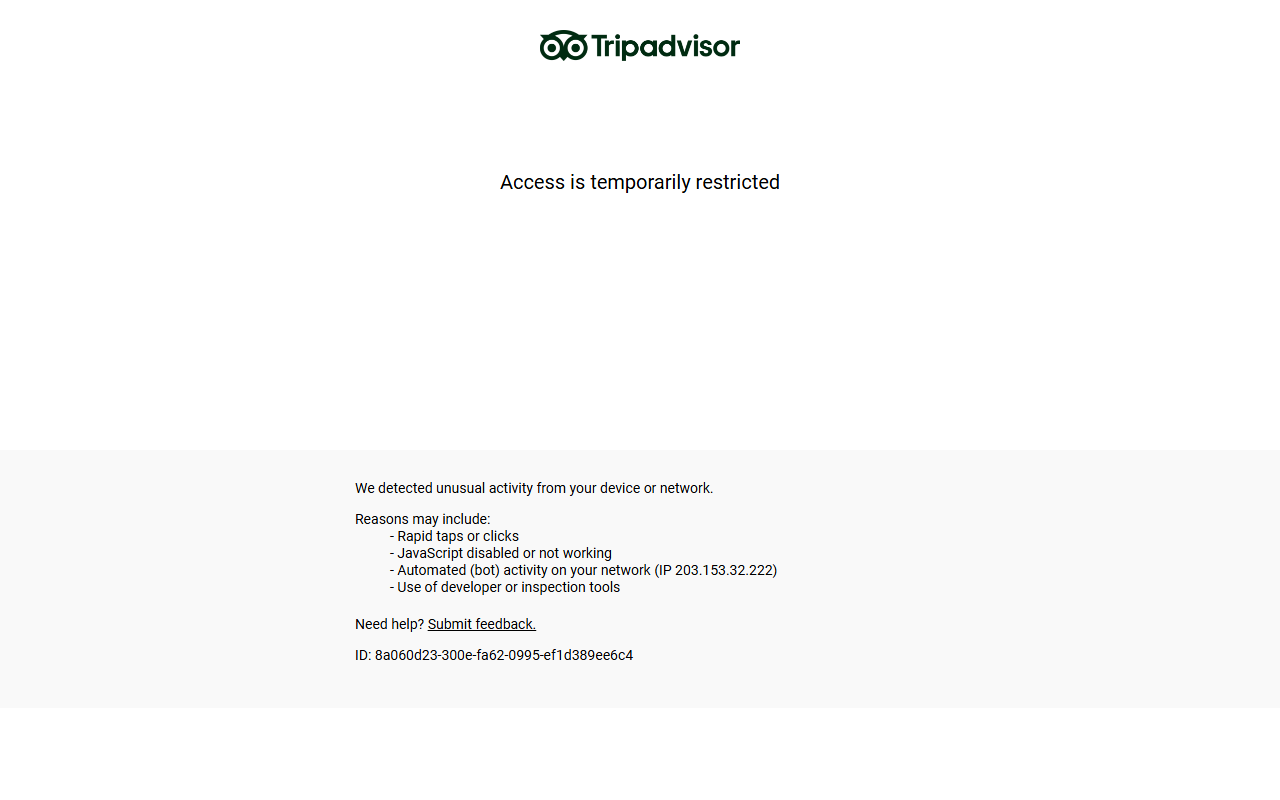 Tripadvisor
Access is temporarily restricted
We detected unusual activity from your device or network.
Reasons may include:
- Rapid taps or clicks
- JavaScript disabled or not working
- Automated (bot) activity on your network (IP 203.153.32.222)
- Use of developer or inspection tools
Need help? Submit feedback.
ID: 8a060d23-300e-fa62-0995-ef1d389ee6c4